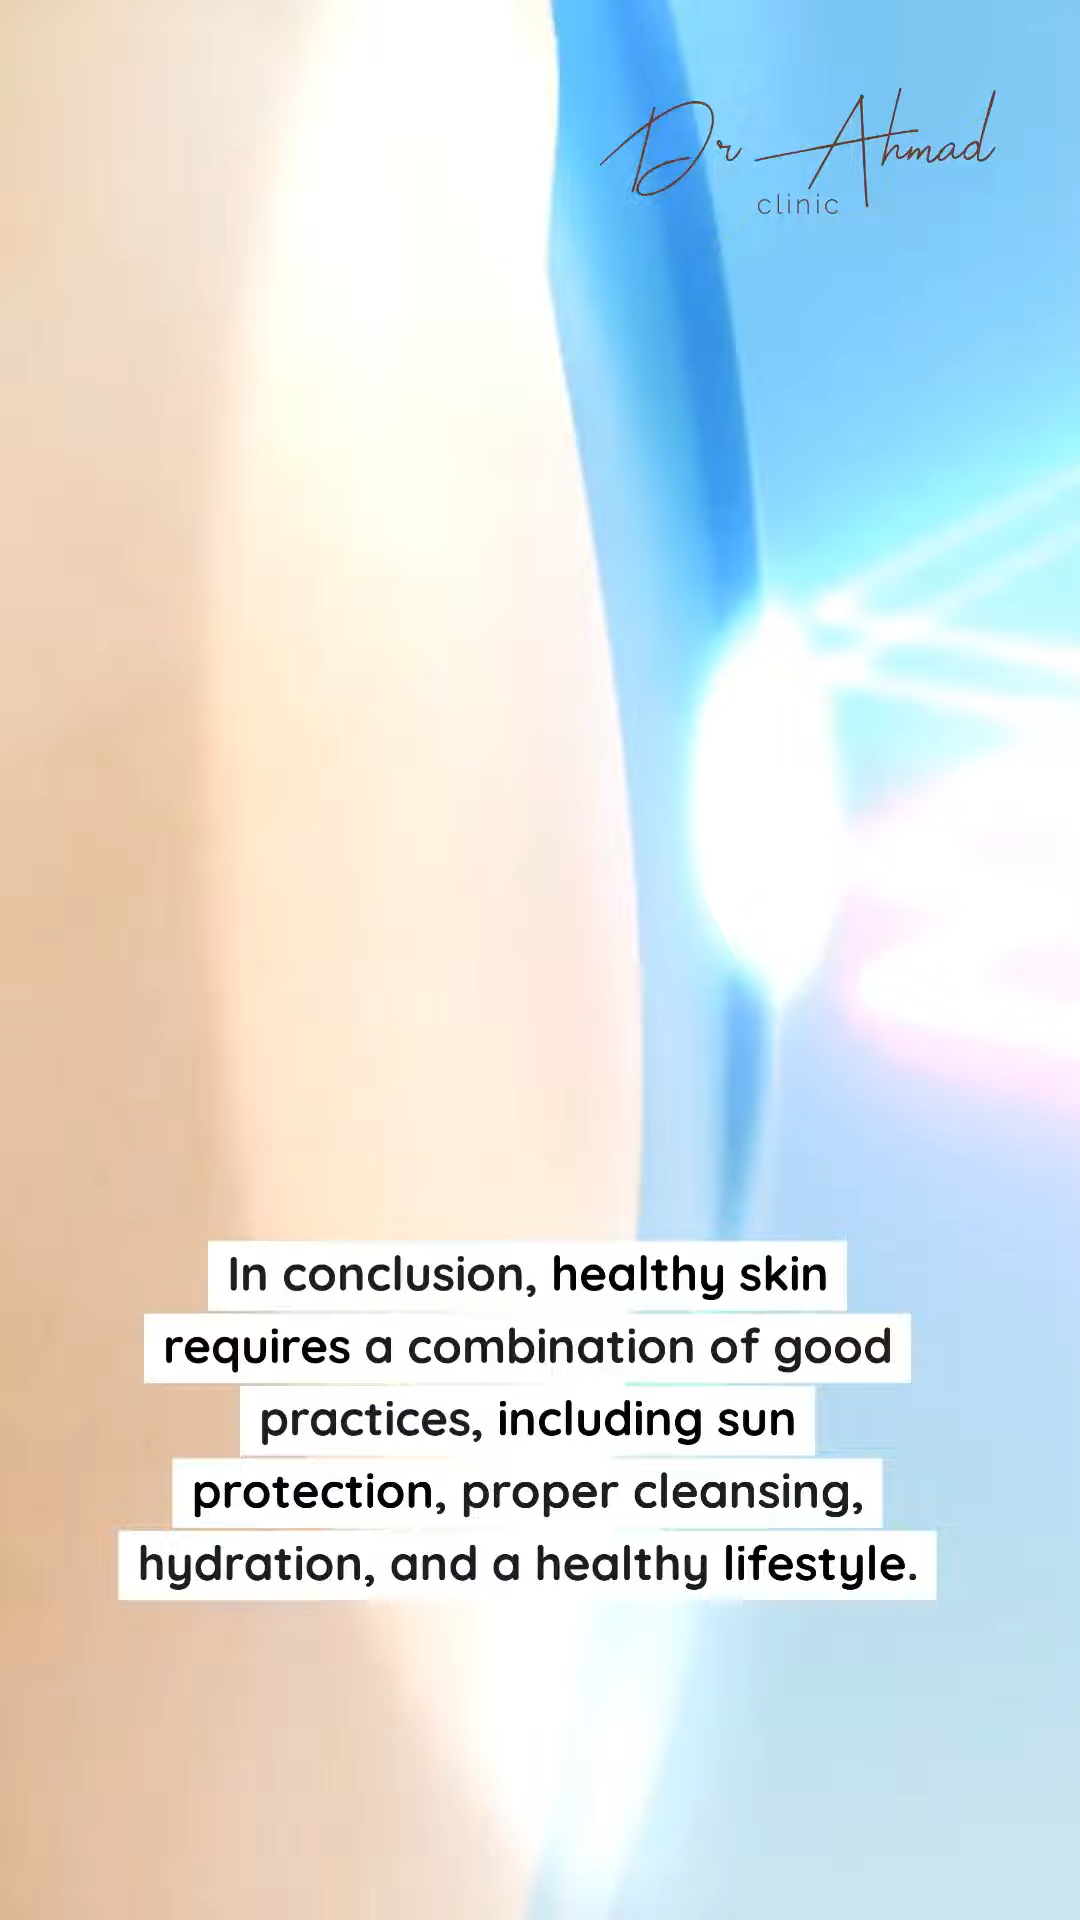 Dr Ahmad
clinic
In conclusion, healthy skin
requires a combination of good
practices, including sun
protection, proper cleansing,
hydration, and a healthy lifestyle.